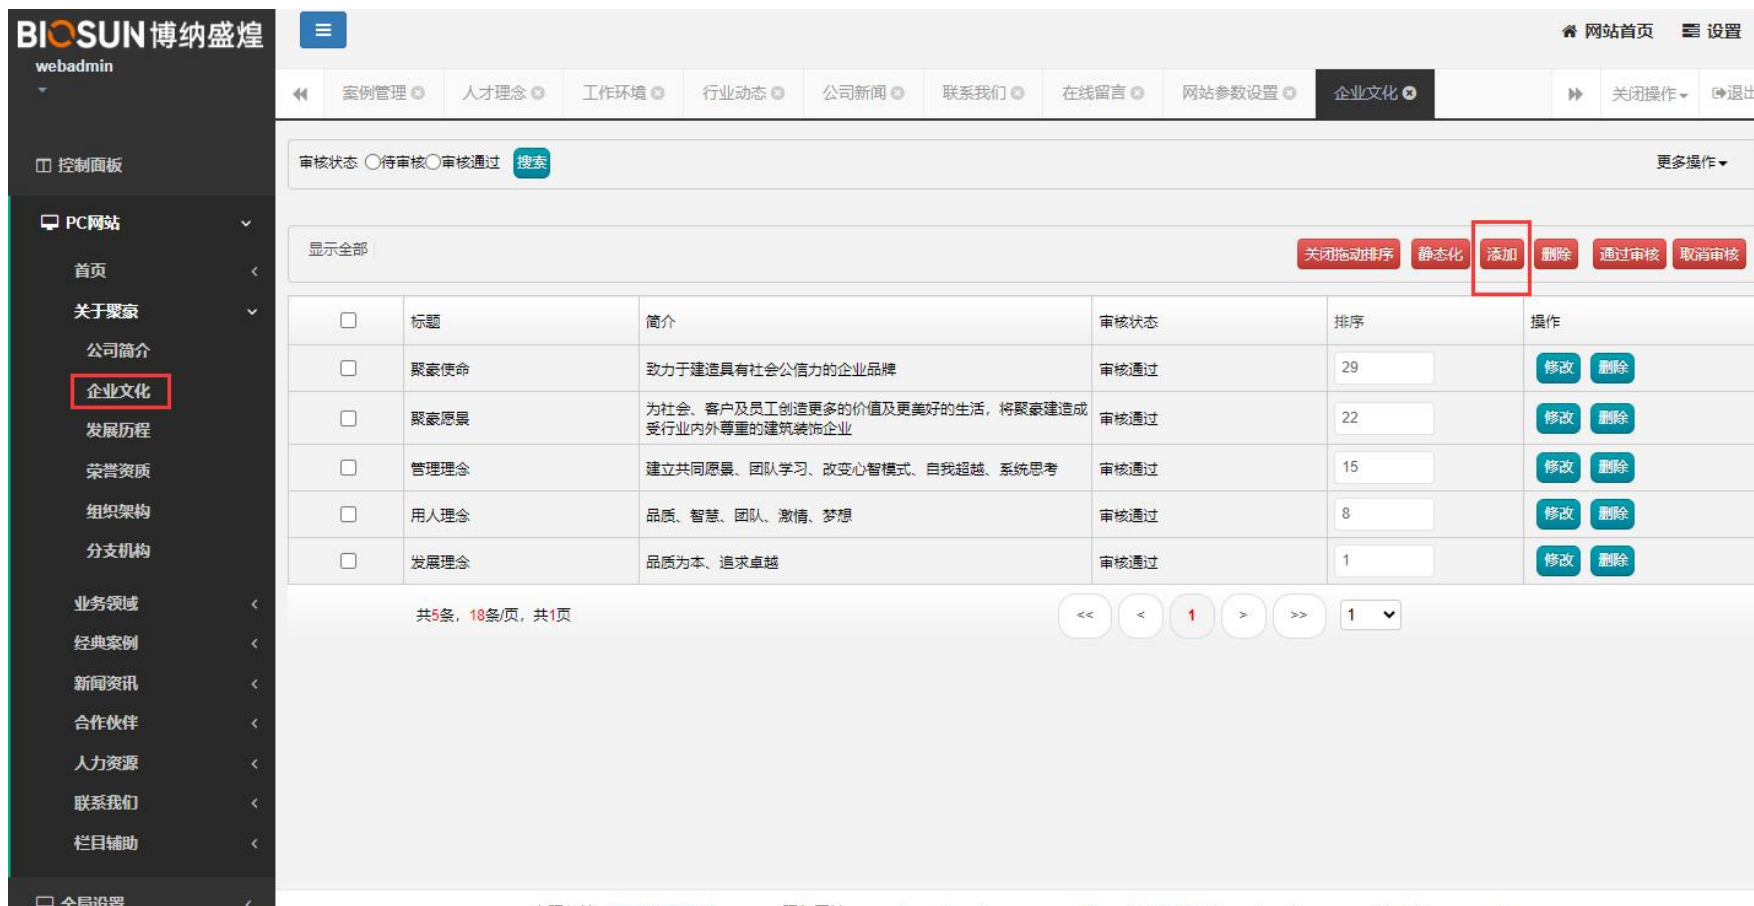 BIOSUN博纳盛煌
webadmin
网站首页 设置
案例管理 人才理念 工作环境 行业动态 公司新闻 联系我们 在线留言 网站参数设置 企业文化 关闭操作 退出
控制面板
PC网站
首页
关于聚豪
公司简介
企业文化
发展历程
荣誉资质
组织架构
分支机构
业务领域
经典案例
新闻资讯
合作伙伴
人力资源
联系我们
栏目辅助
全局设置
审核状态 待审核 审核通过 搜索 更多操作
显示全部 关闭拖动排序 静态化 添加 删除 通过审核 取消审核
标题 简介 审核状态 排序 操作
聚豪使命 致力于建造具有社会公信力的企业品牌 审核通过 29 修改 删除
聚豪愿景 为社会、客户及员工创造更多的价值及更美好的生活，将聚豪建造成 审核通过 22 修改 删除
受行业内外尊重的建筑装饰企业
管理理念 建立共同愿景、团队学习、改变心智模式、自我超越、系统思考 审核通过 15 修改 删除
用人理念 品质、智慧、团队、激情、梦想 审核通过 8 修改 删除
发展理念 品质为本、追求卓越 审核通过 1 修改 删除
共5条，18条/页，共1页 << < 1 > >> 1